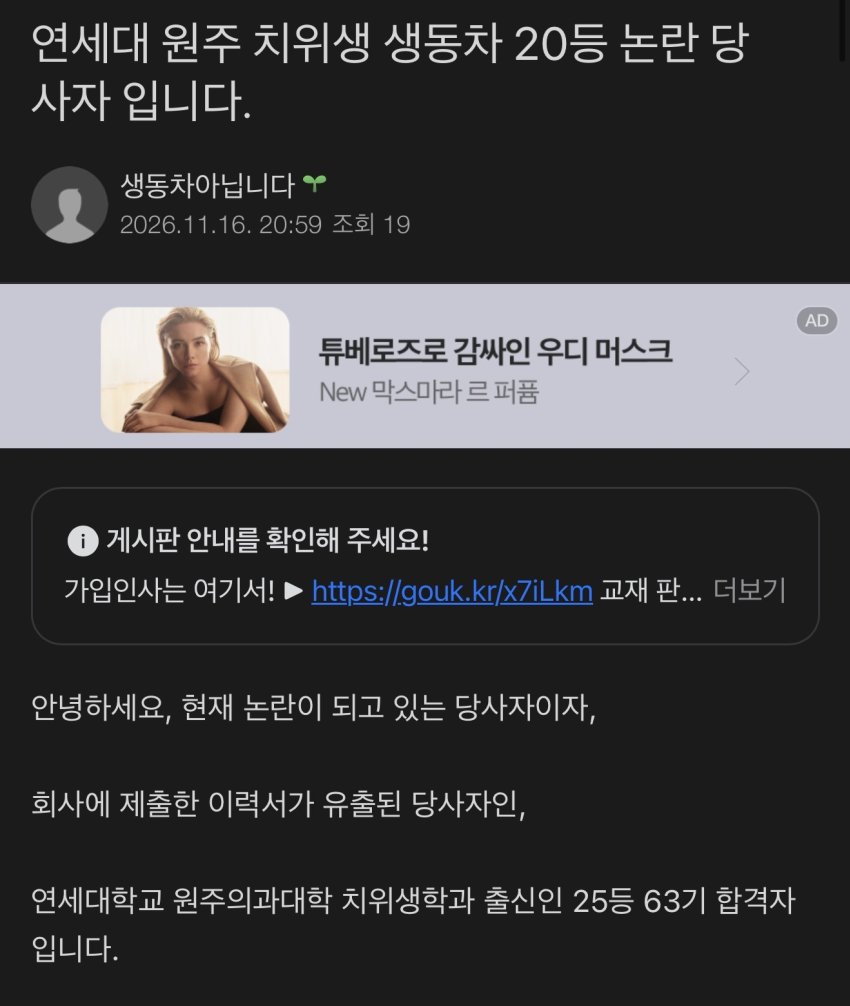 연세대 원주 치위생 생동차 20등 논란 당
사자 입니다.
생동차아닙니다
2026.11.16. 20:59 조회 19
AD
튜베로즈로 감싸인 우디 머스크
New 막스마라 르 퍼퓸
게시판 안내를 확인해 주세요!
가입인사는 여기서! ▶ https://gouk.kr/x7iLkm 교재 판... 더보기
안녕하세요, 현재 논란이 되고 있는 당사자이자,
회사에 제출한 이력서가 유출된 당사자인,
연세대학교 원주의과대학 치위생학과 출신인 25등 63기 합격자
입니다.